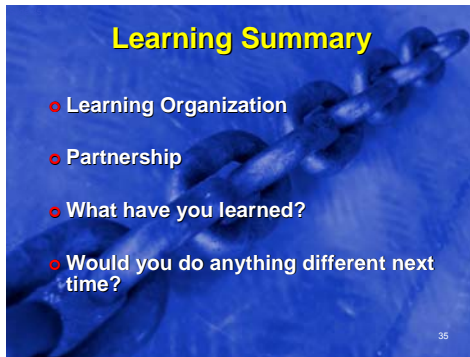 Learning Summary
Learning Organization
Partnership
What have you learned?
Would you do anything different next
time?
35